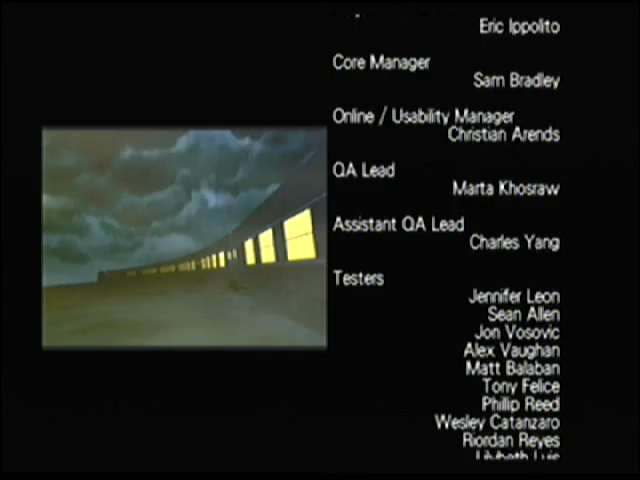 Eric Ippolito
Core Manager
Sam Bradley
Online / Usability Manager
Christian Arends
QA Lead
Marta Khosraw
Assistant QA Lead
Charles Yang
Testers
Jennifer Leon
Sean Allen
Jon Vosovic
Alex Vaughan
Matt Balaban
Tony Felice
Phillip Reed
Wesley Catanzaro
Riordan Reyes